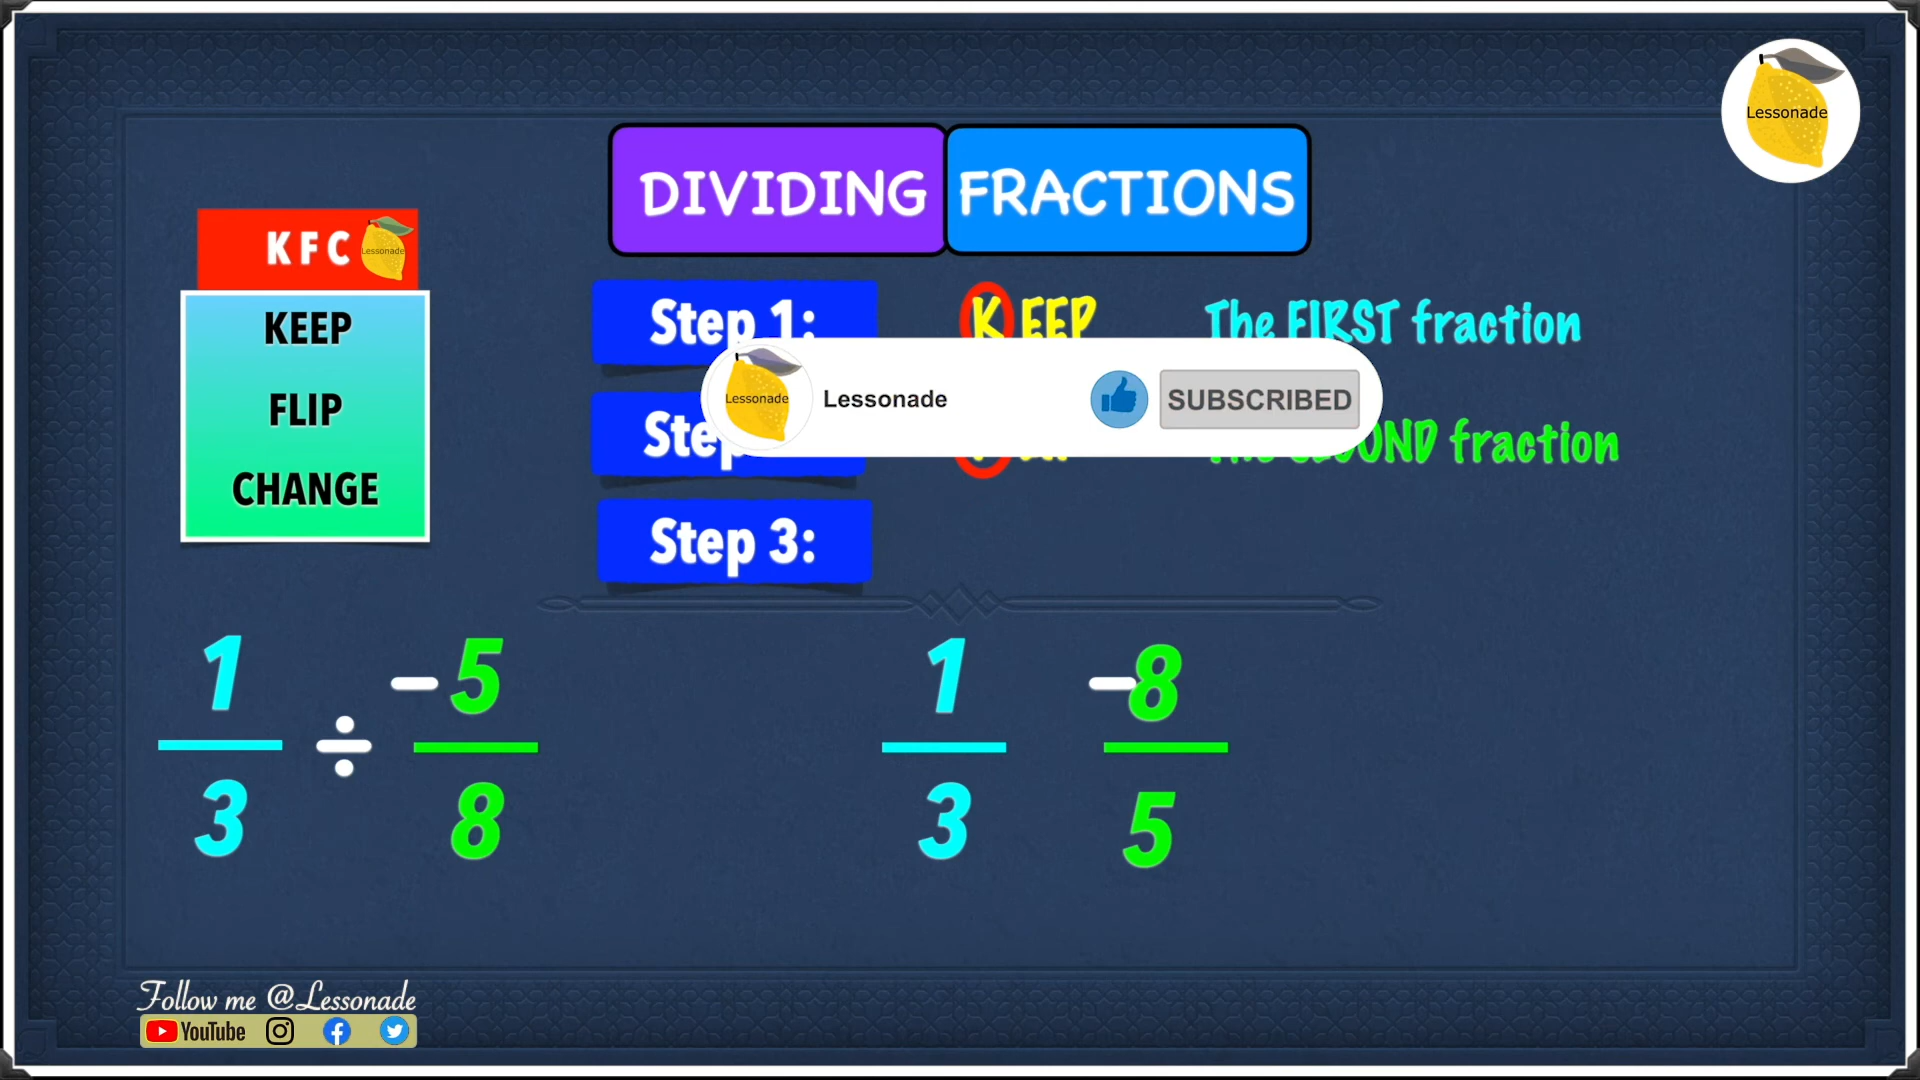 Lessonade
DIVIDING FRACTIONS
KFC Lessonade
KEEP
FLIP
CHANGE
Step 1: KEEP The FIRST fraction
Lessonade Lessonade SUBSCRIBED
fraction
Step 3:
1 -5 1 -8
÷
3 8 3 5
Follow me @Lessonade
YouTube